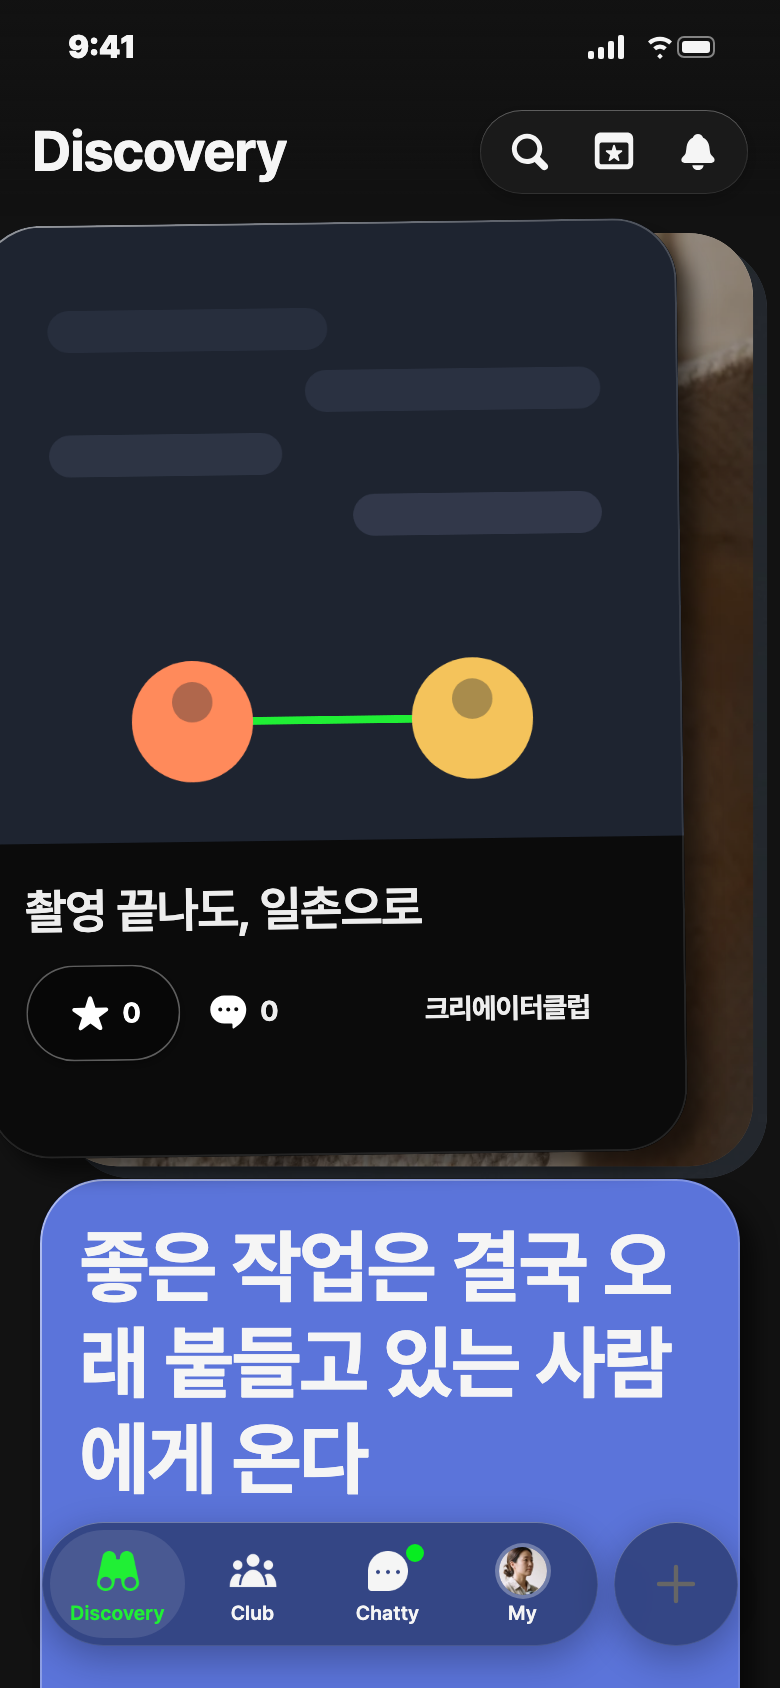 9:41
Discovery
촬영 끝나도, 일촌으로
0
0
크리에이터클럽
좋은 작업은 결국 오
래 붙들고 있는 사람
에게 온다
Discovery
Club
Chatty
My